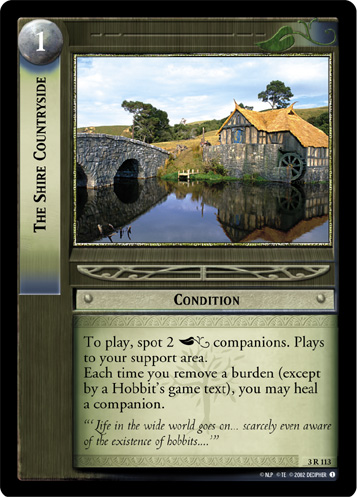 1
The Shire Countryside
Condition
To play, spot 2 companions. Plays
to your support area.
Each time you remove a burden (except
by a Hobbit's game text), you may heal
a companion.
"'Life in the wide world goes on... scarcely even aware
of the existence of hobbits....'"
3 R 113
© NLP ™ TE © 2002 DECIPHER 1